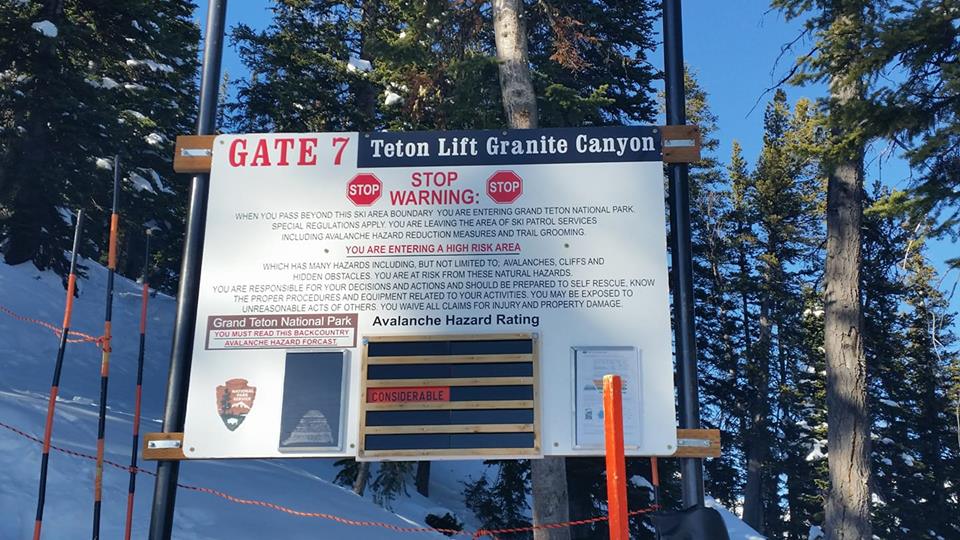 GATE 7 Teton Lift Granite Canyon
STOP STOP STOP
WARNING:
WHEN YOU PASS BEYOND THIS SKI AREA BOUNDARY YOU ARE ENTERING GRAND TETON NATIONAL PARK.
SPECIAL REGULATIONS APPLY. YOU ARE LEAVING THE AREA OF SKI PATROL SERVICES
INCLUDING AVALANCHE HAZARD REDUCTION MEASURES AND TRAIL GROOMING.
YOU ARE ENTERING A HIGH RISK AREA
WHICH HAS MANY HAZARDS INCLUDING, BUT NOT LIMITED TO; AVALANCHES, CLIFFS AND
HIDDEN OBSTACLES. YOU ARE AT RISK FROM THESE NATURAL HAZARDS.
YOU ARE RESPONSIBLE FOR YOUR DECISIONS AND ACTIONS AND SHOULD BE PREPARED TO SELF RESCUE, KNOW
THE PROPER PROCEDURES AND EQUIPMENT RELATED TO YOUR ACTIVITIES. YOU MAY BE EXPOSED TO
UNREASONABLE ACTS OF OTHERS. YOU WAIVE ALL CLAIMS FOR INJURY AND PROPERTY DAMAGE.
Grand Teton National Park
YOU MUST READ THIS BACKCOUNTRY
AVALANCHE HAZARD FORCAST.
Avalanche Hazard Rating
CONSIDERABLE